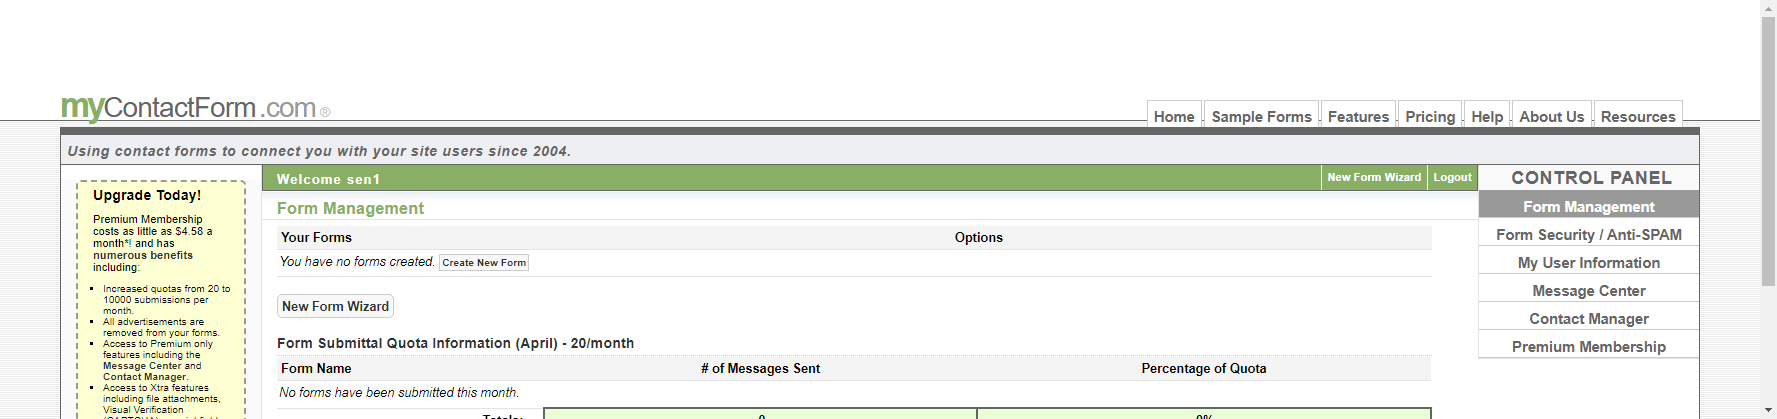 myContactForm.com ®
Home Sample Forms Features Pricing Help About Us Resources
Using contact forms to connect you with your site users since 2004.
Upgrade Today!
Premium Membership
costs as little as $4.58 a
month*! and has
numerous benefits
including:
Increased quotas from 20 to
10000 submissions per
month.
All advertisements are
removed from your forms.
Access to Premium only
features including the
Message Center and
Contact Manager.
Access to Xtra features
including file attachments,
Visual Verification
Welcome sen1
New Form Wizard Logout
Form Management
Your Forms Options
You have no forms created. Create New Form
New Form Wizard
Form Submittal Quota Information (April) - 20/month
Form Name # of Messages Sent Percentage of Quota
No forms have been submitted this month.
Totals: 0 0%
CONTROL PANEL
Form Management
Form Security / Anti-SPAM
My User Information
Message Center
Contact Manager
Premium Membership